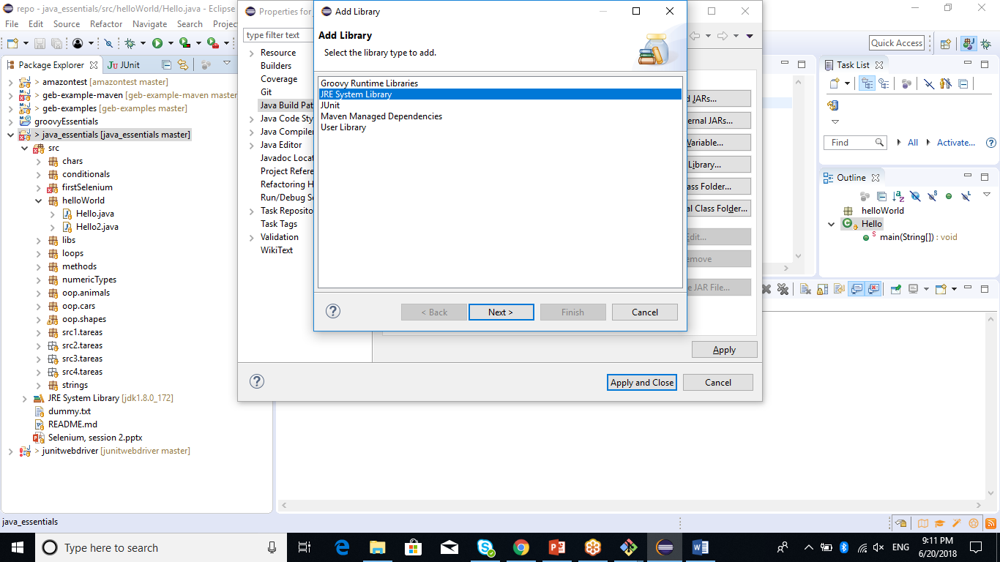 repo - java_essentials/src/helloWorld/Hello.java - Eclipse
File Edit Source Refactor Navigate Search Projec
Quick Access
Package Explorer
JUnit
> amazontest [amazontest master]
> geb-example-maven [geb-example-maven master
> geb-examples [geb-examples master]
groovyEssentials
> java_essentials [java_essentials master]
src
chars
conditionals
firstSelenium
helloWorld
Hello.java
Hello2.java
libs
loops
methods
numericTypes
oop.animals
oop.cars
oop.shapes
src1.tareas
src2.tareas
src3.tareas
src4.tareas
strings
JRE System Library [jdk1.8.0_172]
dummy.txt
README.md
Selenium, session 2.pptx
> junitwebdriver [junitwebdriver master]
Properties for
type filter text
Resource
Builders
Coverage
Git
Java Build Pat
Java Code Sty
Java Compiler
Java Editor
Javadoc Locat
Project Refere
Refactoring H
Run/Debug Se
Task Reposito
Task Tags
Validation
WikiText
d JARs...
ernal JARs...
Variable...
Library...
ass Folder...
al Class Folder...
Edit...
emove
e JAR File...
Apply
Apply and Close
Cancel
Add Library
Add Library
Select the library type to add.
Groovy Runtime Libraries
JRE System Library
JUnit
Maven Managed Dependencies
User Library
< Back
Next >
Finish
Cancel
Task List
Find
All
Activate...
Outline
helloWorld
Hello
main(String[]) : void
java_essentials
Type here to search
ENG
9:11 PM
6/20/2018